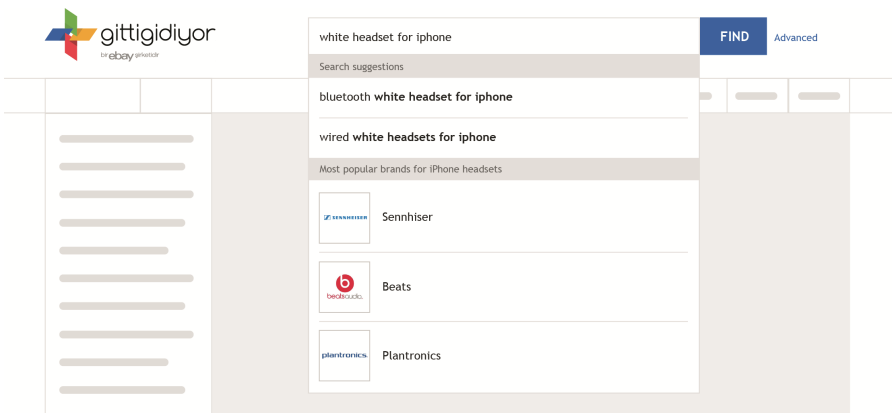 gittigidiyor
bir ebay şirketidir
white headset for iphone
FIND
Advanced
Search suggestions
bluetooth white headset for iphone
wired white headsets for iphone
Most popular brands for iPhone headsets
SENNHEISER
Sennhiser
beatsaudio.
Beats
plantronics.
Plantronics